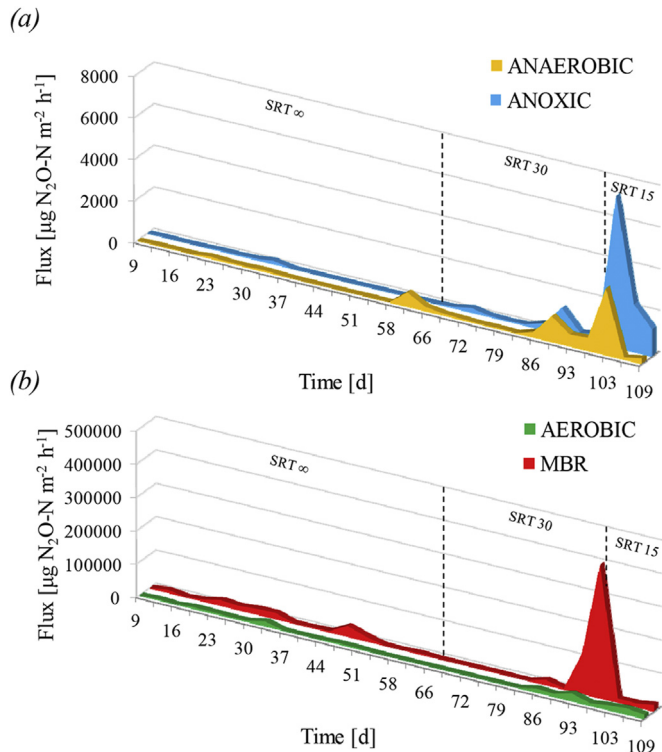 (a)
ANAEROBIC
ANOXIC
Flux [µg N₂O-N m⁻² h⁻¹]
8000
6000
4000
2000
0
SRT ∞
SRT 30
SRT 15
9 16 23 30 37 44 51 58 66 72 79 86 93 103 109
Time [d]
(b)
AEROBIC
MBR
Flux [µg N₂O-N m⁻² h⁻¹]
500000
400000
300000
200000
100000
0
SRT ∞
SRT 30
SRT 15
9 16 23 30 37 44 51 58 66 72 79 86 93 103 109
Time [d]